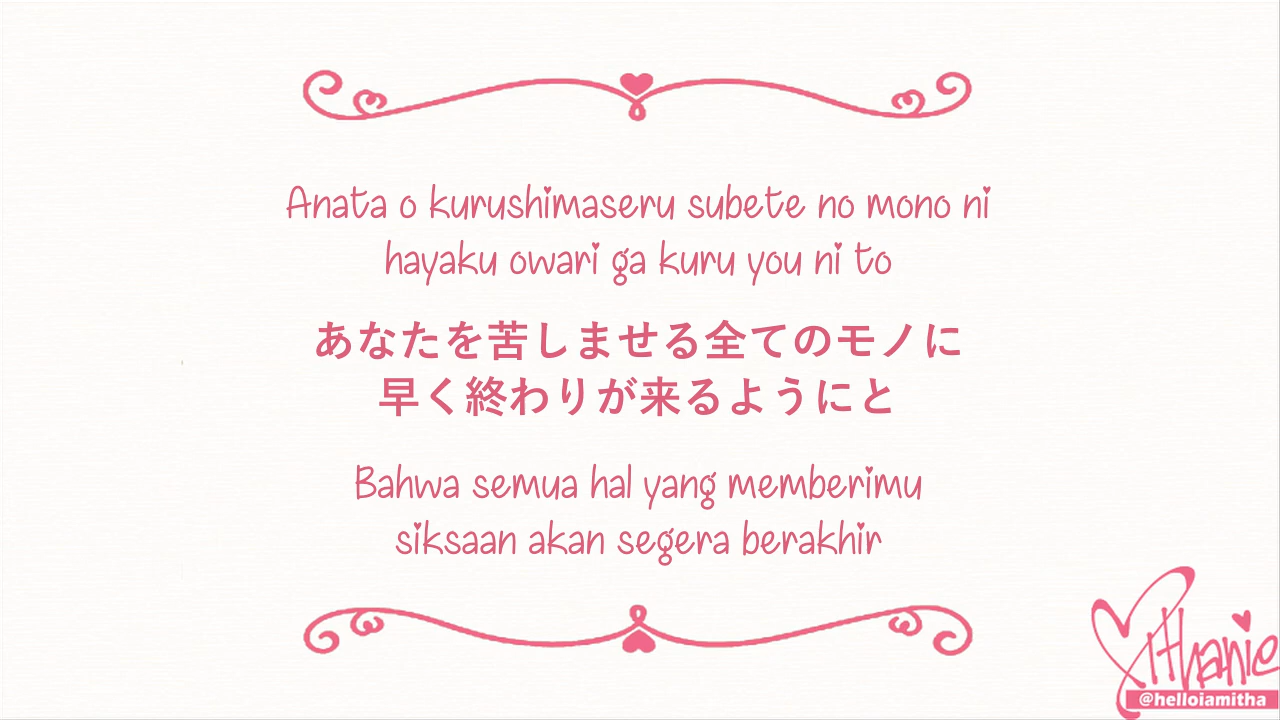 Anata o kurushimaseru subete no mono ni
hayaku owari ga kuru you ni to
あなたを苦しませる全てのモノに
早く終わりが来るようにと
Bahwa semua hal yang memberimu
siksaan akan segera berakhir
Mithanie
@helloiamitha